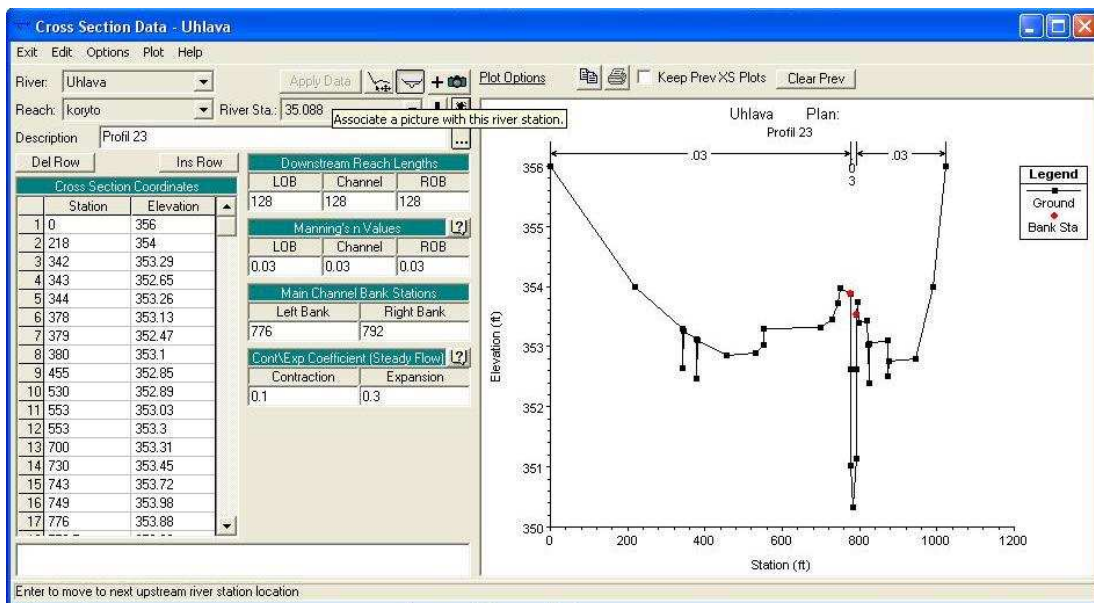 Cross Section Data - Uhlava
Exit Edit Options Plot Help
River: Uhlava
Apply Data
Plot Options
Keep Prev XS Plots
Clear Prev
Reach: koryto
River Sta.: 35.088
Associate a picture with this river station.
Description Profil 23
...
Del Row Ins Row
Cross Section Coordinates
Station Elevation
1 0 356
2 218 354
3 342 353.29
4 343 352.65
5 344 353.26
6 378 353.13
7 379 352.47
8 380 353.1
9 455 352.85
10 530 352.89
11 553 353.03
12 553 353.3
13 700 353.31
14 730 353.45
15 743 353.72
16 749 353.98
17 776 353.88
Downstream Reach Lengths
LOB Channel ROB
128 128 128
Manning's n Values ?
LOB Channel ROB
0.03 0.03 0.03
Main Channel Bank Stations
Left Bank Right Bank
776 792
Cont\Exp Coefficient (Steady Flow) ?
Contraction Expansion
0.1 0.3
Uhlava Plan:
Profil 23
.03
.03
.03
Elevation (ft)
356
355
354
353
352
351
350
0 200 400 600 800 1000 1200
Station (ft)
Legend
Ground
Bank Sta
Enter to move to next upstream river station location